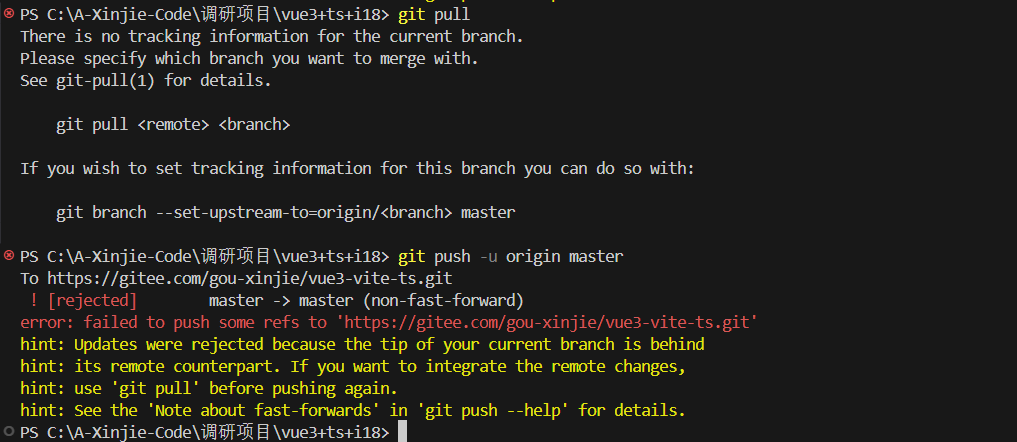 PS C:\A-Xinjie-Code\调研项目\vue3+ts+i18> git pull
There is no tracking information for the current branch.
Please specify which branch you want to merge with.
See git-pull(1) for details.
git pull <remote> <branch>
If you wish to set tracking information for this branch you can do so with:
git branch --set-upstream-to=origin/<branch> master
PS C:\A-Xinjie-Code\调研项目\vue3+ts+i18> git push -u origin master
To https://gitee.com/gou-xinjie/vue3-vite-ts.git
! [rejected] master -> master (non-fast-forward)
error: failed to push some refs to 'https://gitee.com/gou-xinjie/vue3-vite-ts.git'
hint: Updates were rejected because the tip of your current branch is behind
hint: its remote counterpart. If you want to integrate the remote changes,
hint: use 'git pull' before pushing again.
hint: See the 'Note about fast-forwards' in 'git push --help' for details.
PS C:\A-Xinjie-Code\调研项目\vue3+ts+i18>